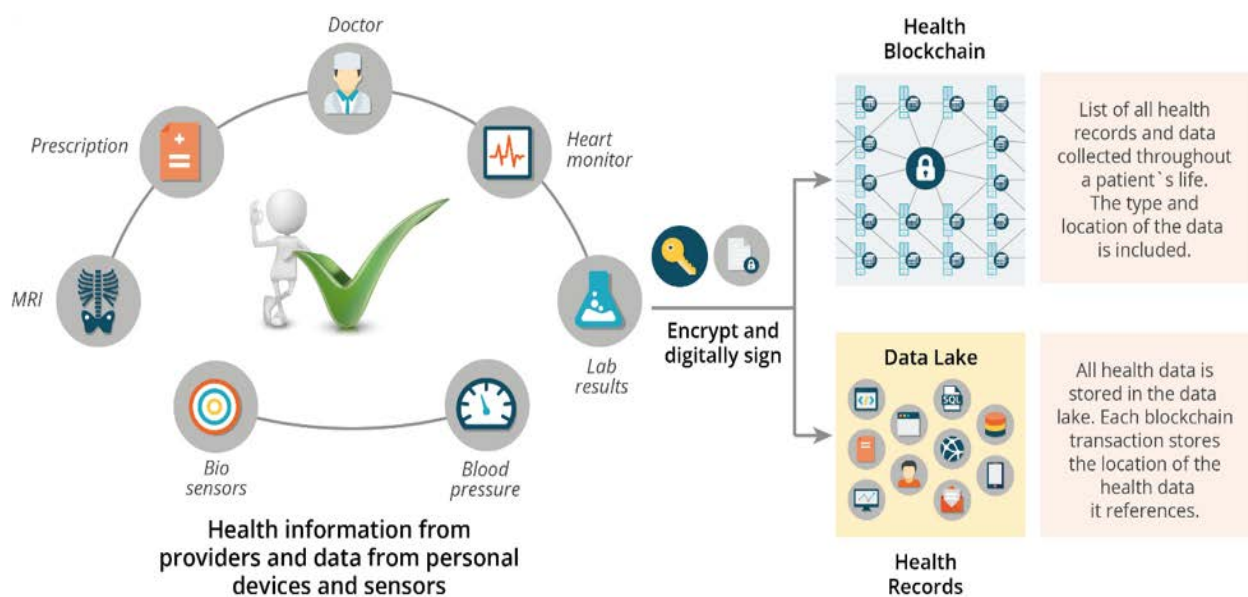 Doctor
Prescription
Heart
monitor
MRI
Lab
results
Bio
sensors
Blood
pressure
Health information from
providers and data from personal
devices and sensors
Encrypt and
digitally sign
Health
Blockchain
List of all health
records and data
collected throughout
a patient`s life.
The type and
location of the data
is included.
Data Lake
SQL
Health
Records
All health data is
stored in the data
lake. Each blockchain
transaction stores
the location of the
health data
it references.